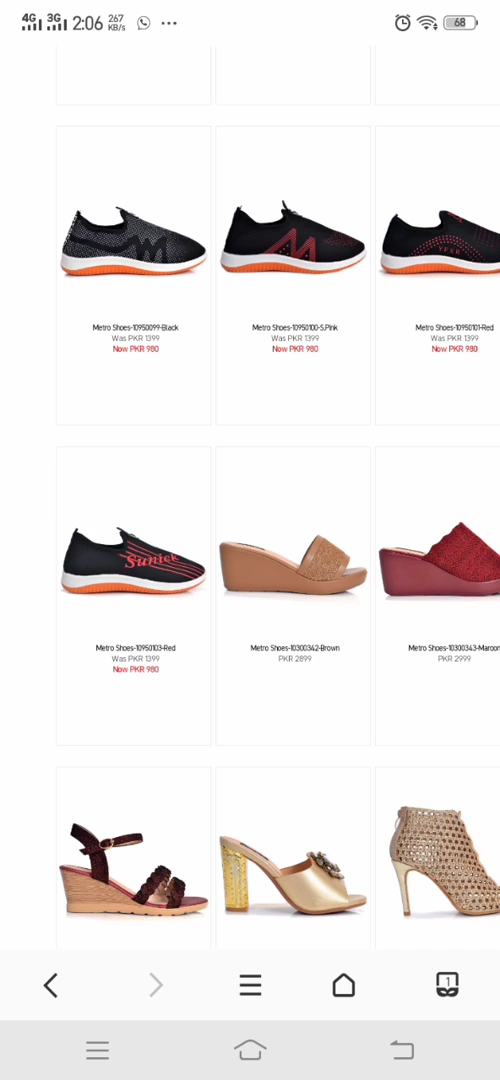 4G 3G 2:06 267 KB/s ... 68
Metro Shoes-10950099-Black
Was PKR 1399
Now PKR 980
Metro Shoes-10950100-S.Pink
Was PKR 1399
Now PKR 980
Metro Shoes-10950101-Red
Was PKR 1399
Now PKR 980
Sunick
Metro Shoes-10950103-Red
Was PKR 1399
Now PKR 980
Metro Shoes-10300342-Brown
PKR 2899
Metro Shoes-10300343-Maroon
PKR 2999
1